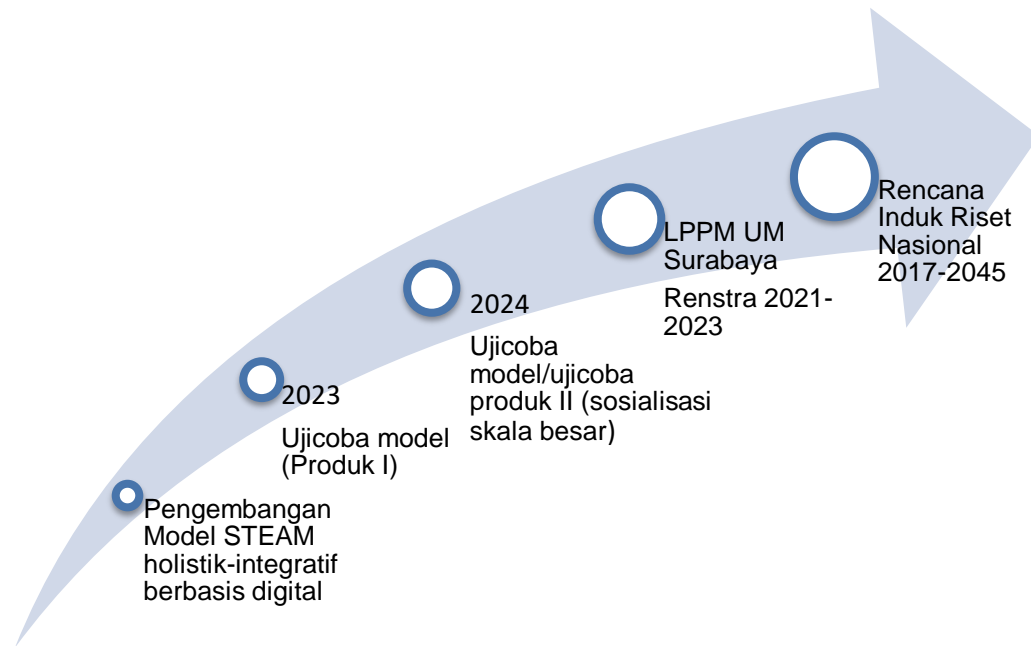 Pengembangan
Model STEAM
holistik-integratif
berbasis digital
2023
Ujicoba model
(Produk I)
2024
Ujicoba
model/ujicoba
produk II (sosialisasi
skala besar)
LPPM UM
Surabaya
Renstra 2021-
2023
Rencana
Induk Riset
Nasional
2017-2045